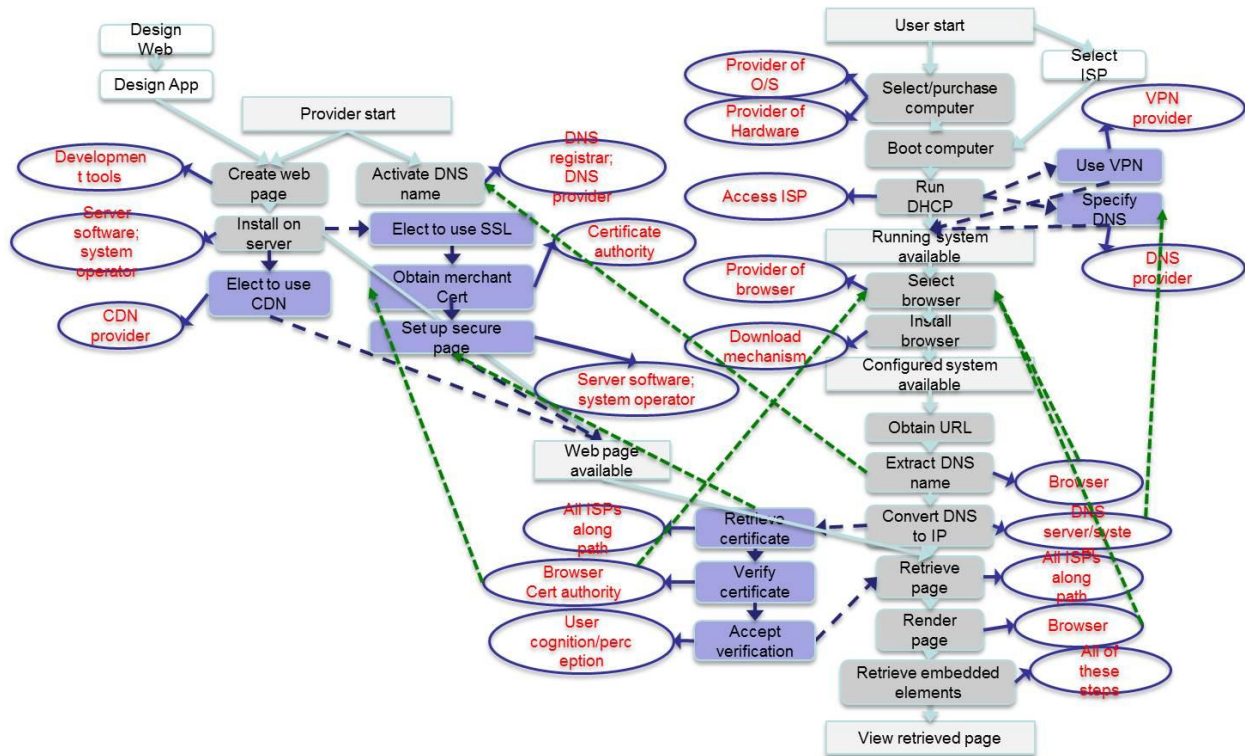 Design
Web
Design App
Provider start
Developmen
t tools
Create web
page
Activate DNS
name
DNS
registrar;
DNS
provider
Server
software;
system
operator
Install on
server
Elect to use SSL
Certificate
authority
Elect to use
CDN
Obtain merchant
Cert
CDN
provider
Set up secure
page
Server software;
system operator
Web page
available
User start
Select
ISP
Provider of
O/S
Select/purchase
computer
Provider of
Hardware
VPN
provider
Boot computer
Use VPN
Access ISP
Run
DHCP
Specify
DNS
Running system
available
DNS
provider
Provider of
browser
Select
browser
Install
browser
Download
mechanism
Configured system
available
Obtain URL
Extract DNS
name
Browser
All ISPs
along
path
Retrieve
certificate
Convert DNS
to IP
DNS
server/syste
Browser
Cert authority
Verify
certificate
Retrieve
page
All ISPs
along
path
User
cognition/perc
eption
Accept
verification
Render
page
Browser
Retrieve embedded
elements
All of
these
steps
View retrieved page